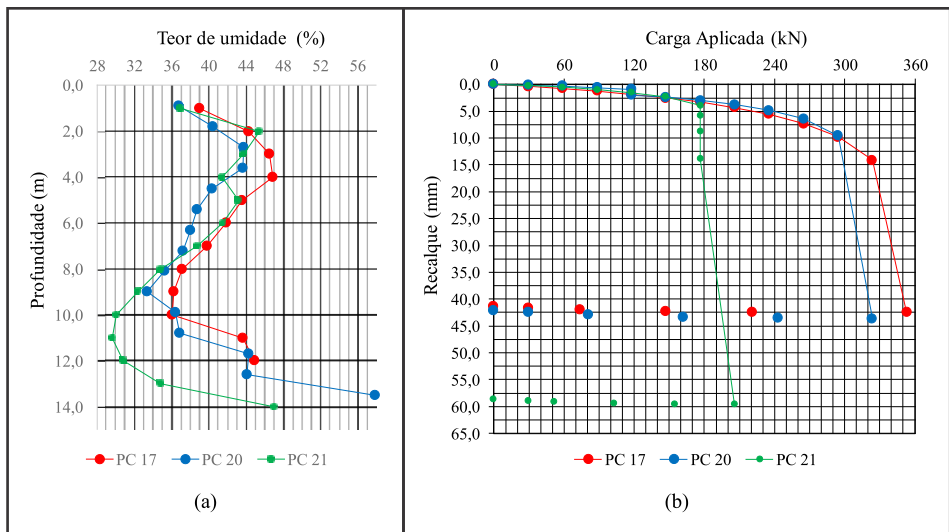 Teor de umidade (%)
28 32 36 40 44 48 52 56
0,0
2,0
4,0
6,0
8,0
10,0
12,0
14,0
Profundidade (m)
PC 17 PC 20 PC 21
(a)
Carga Aplicada (kN)
0 60 120 180 240 300 360
0,0
5,0
10,0
15,0
20,0
25,0
30,0
35,0
40,0
45,0
50,0
55,0
60,0
65,0
Recalque (mm)
PC 17 PC 20 PC 21
(b)